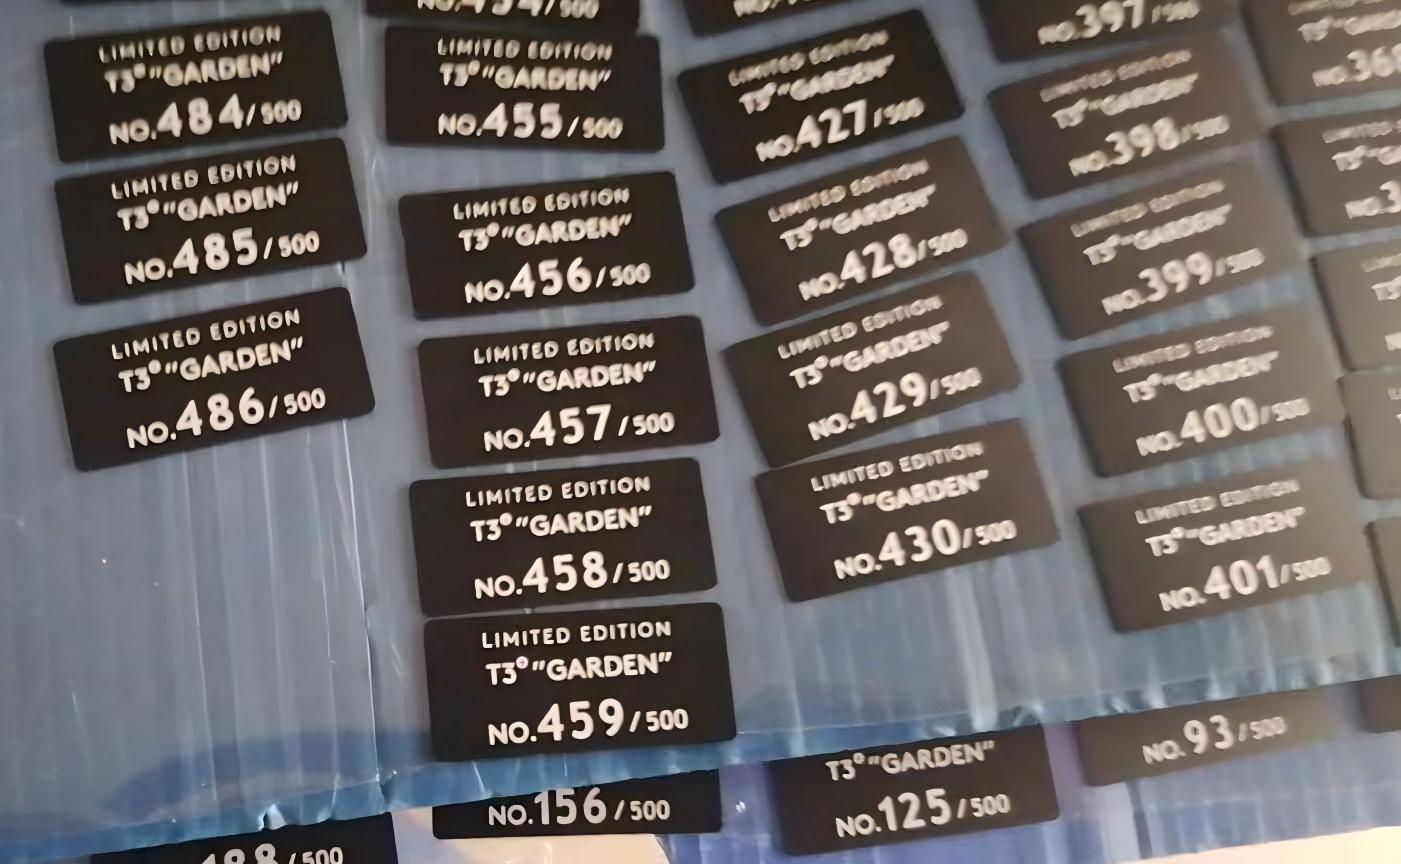 LIMITED EDITION
T3® "GARDEN"
NO.484/500
LIMITED EDITION
T3® "GARDEN"
NO.485/500
LIMITED EDITION
T3® "GARDEN"
NO.486/500
/500
LIMITED EDITION
T3® "GARDEN"
NO.455/500
LIMITED EDITION
T3® "GARDEN"
NO.456/500
LIMITED EDITION
T3® "GARDEN"
NO.457/500
LIMITED EDITION
T3® "GARDEN"
NO.458/500
LIMITED EDITION
T3® "GARDEN"
NO.459/500
LIMITED EDITION
T3® "GARDEN"
NO.427/500
LIMITED EDITION
T3® "GARDEN"
NO.428/500
LIMITED EDITION
T3® "GARDEN"
NO.429/500
LIMITED EDITION
T3® "GARDEN"
NO.430/500
NO.397/500
LIMITED EDITION
T3® "GARDEN"
NO.398/500
LIMITED EDITION
T3® "GARDEN"
NO.399/500
LIMITED EDITION
T3® "GARDEN"
NO.400/500
LIMITED EDITION
T3® "GARDEN"
NO.401/500
/500
NO.156/500
T3® "GARDEN"
NO.125/500
NO.93/500